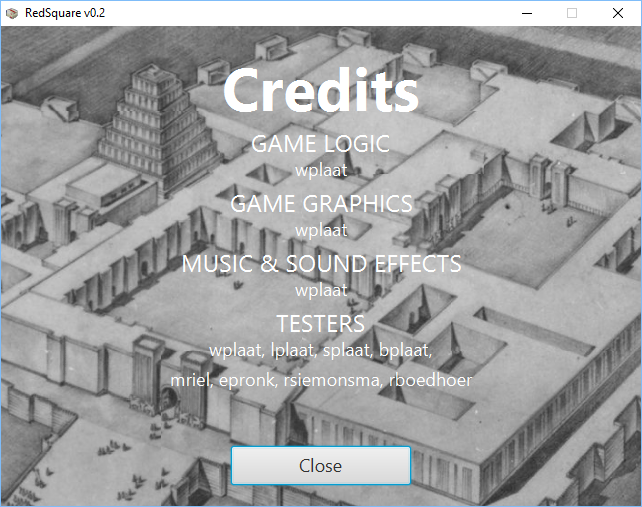 RedSquare v0.2
Credits
GAME LOGIC
wplaat
GAME GRAPHICS
wplaat
MUSIC & SOUND EFFECTS
wplaat
TESTERS
wplaat, lplaat, splaat, bplaat,
mriel, epronk, rsiemonsma, rboedhoer
Close